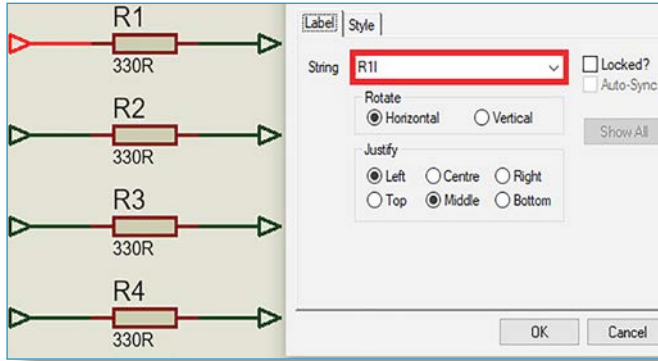 R1
330R
R2
330R
R3
330R
R4
330R
Label Style
String R1I Locked?
Auto-Sync
Rotate
Horizontal Vertical
Show All
Justify
Left Centre Right
Top Middle Bottom
OK Cancel